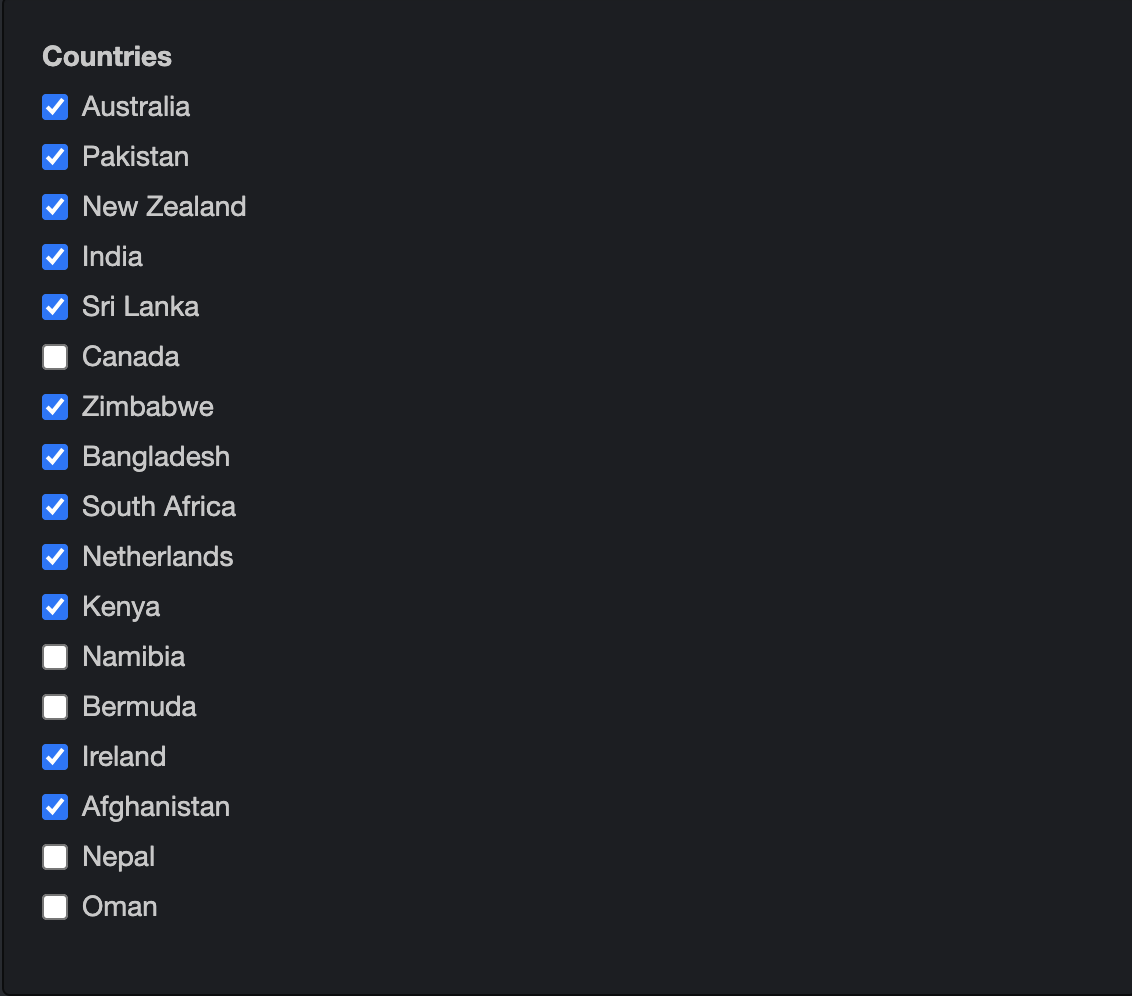 Countries
Australia
Pakistan
New Zealand
India
Sri Lanka
Canada
Zimbabwe
Bangladesh
South Africa
Netherlands
Kenya
Namibia
Bermuda
Ireland
Afghanistan
Nepal
Oman